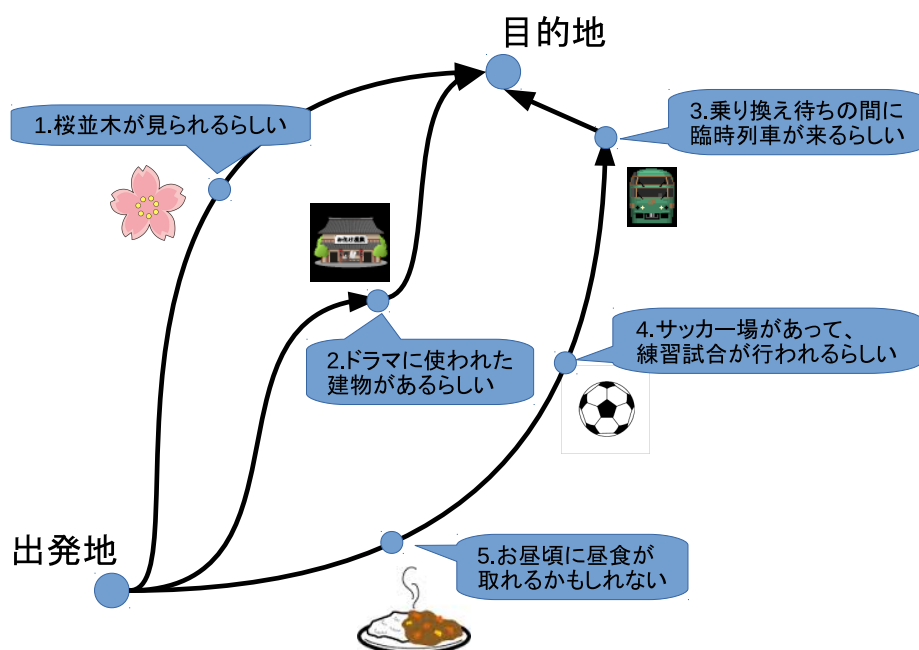 目的地
1.桜並木が見られるらしい
3.乗り換え待ちの間に
臨時列車が来るらしい
2.ドラマに使われた
建物があるらしい
4.サッカー場があって、
練習試合が行われるらしい
出発地
5.お昼頃に昼食が
取れるかもしれない